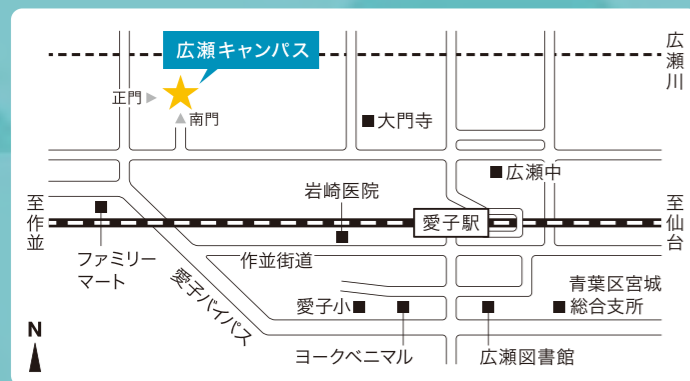 広瀬キャンパス
広瀬川
正門
南門
大門寺
広瀬中
岩崎医院
至作並
愛子駅
至仙台
ファミリー
マート
作並街道
愛子バイパス
青葉区宮城
総合支所
愛子小
ヨークベニマル
広瀬図書館
N